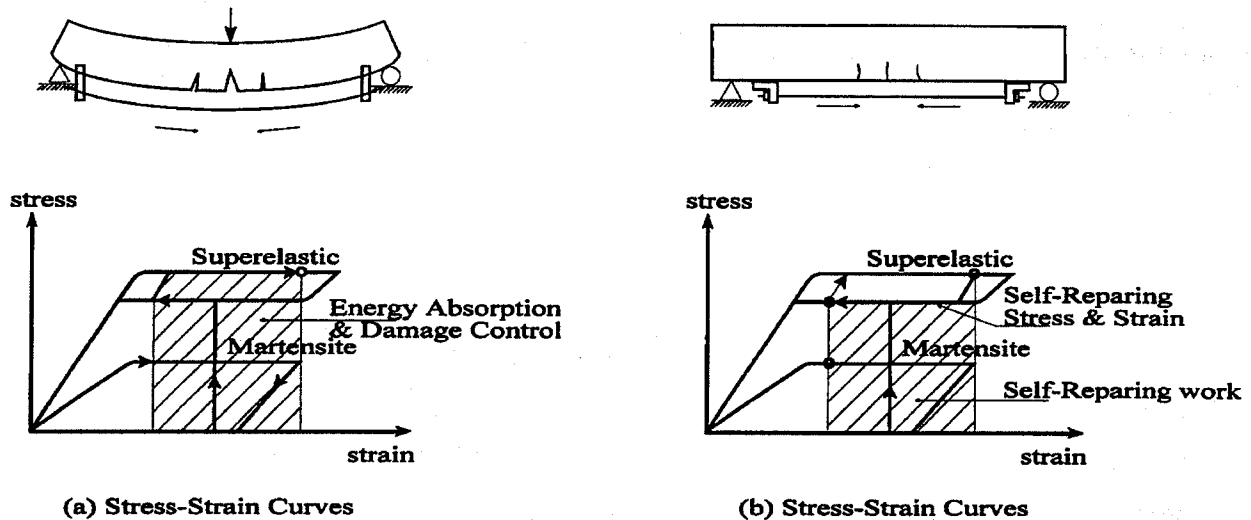 stress
Superelastic
Energy Absorption
& Damage Control
Martensite
strain
(a) Stress-Strain Curves
stress
Superelastic
Self-Reparing
Stress & Strain
Martensite
Self-Reparing work
strain
(b) Stress-Strain Curves